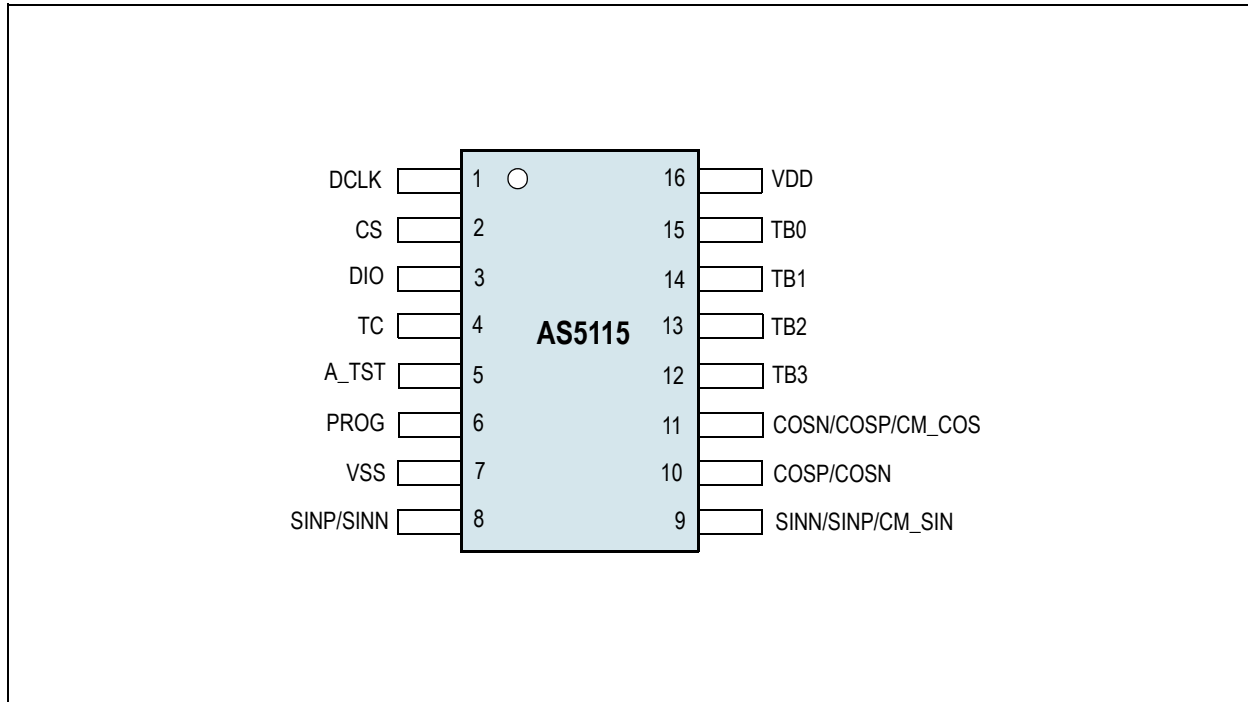 DCLK 1 16 VDD
CS 2 15 TB0
DIO 3 14 TB1
TC 4 AS5115 13 TB2
A_TST 5 12 TB3
PROG 6 11 COSN/COSP/CM_COS
VSS 7 10 COSP/COSN
SINP/SINN 8 9 SINN/SINP/CM_SIN